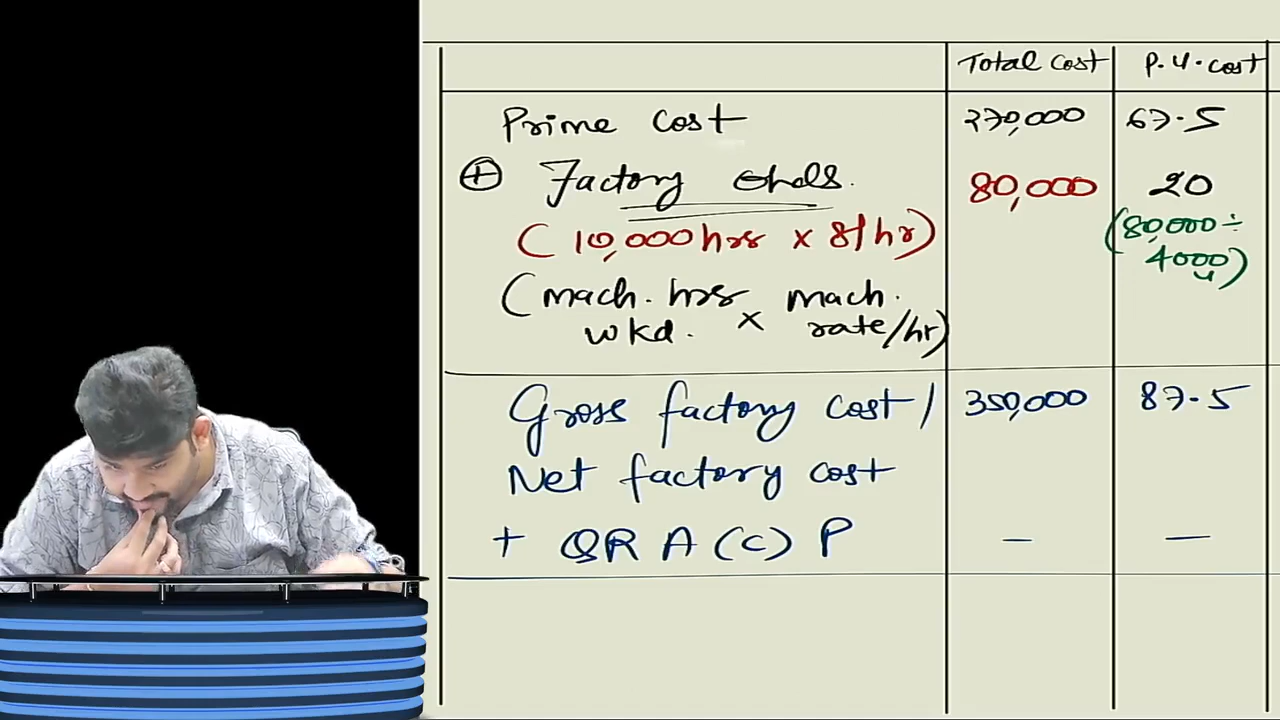 Total Cost P.U.cost
Prime Cost 270,000 67.5
+ Factory Ohds. 80,000 20
(10,000 hrs x 8/hr) (80,000 ÷ 4000)
u
(mach. hrs wkd. x mach. rate/hr)
Gross factory cost / 350,000 87.5
Net factory cost
+ QR A (C) P – —